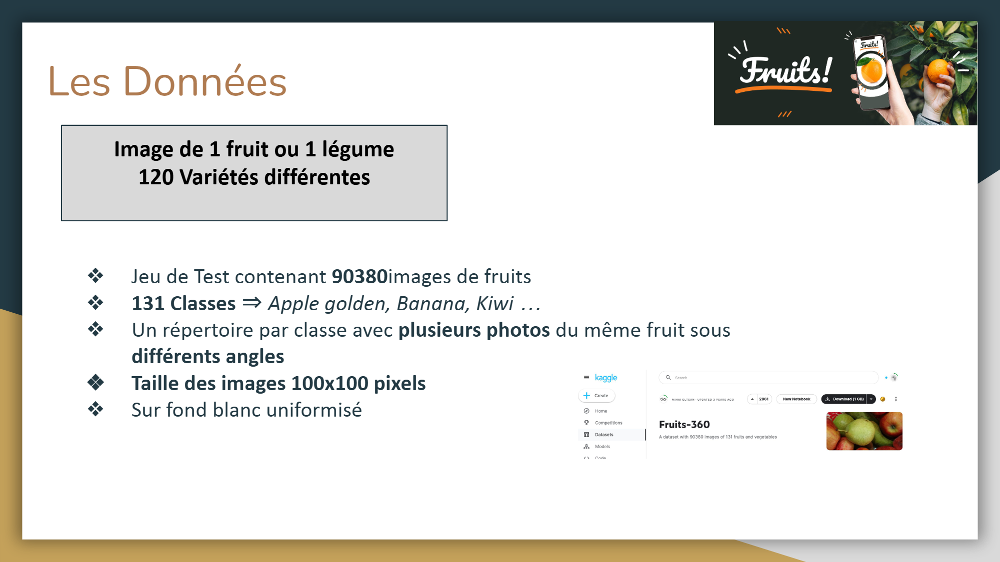 Les Données
Fruits!
Fruits!
Image de 1 fruit ou 1 légume
120 Variétés différentes
❖ Jeu de Test contenant 90380images de fruits
❖ 131 Classes ⇒ Apple golden, Banana, Kiwi …
❖ Un répertoire par classe avec plusieurs photos du même fruit sous
différents angles
❖ Taille des images 100x100 pixels
❖ Sur fond blanc uniformisé
kaggle
Search
Create
MIHAI OLTEAN · UPDATED 3 YEARS AGO
2861
New Notebook
Download (1 GB)
Home
Competitions
Datasets
Models
Code
Fruits-360
A dataset with 90380 images of 131 fruits and vegetables